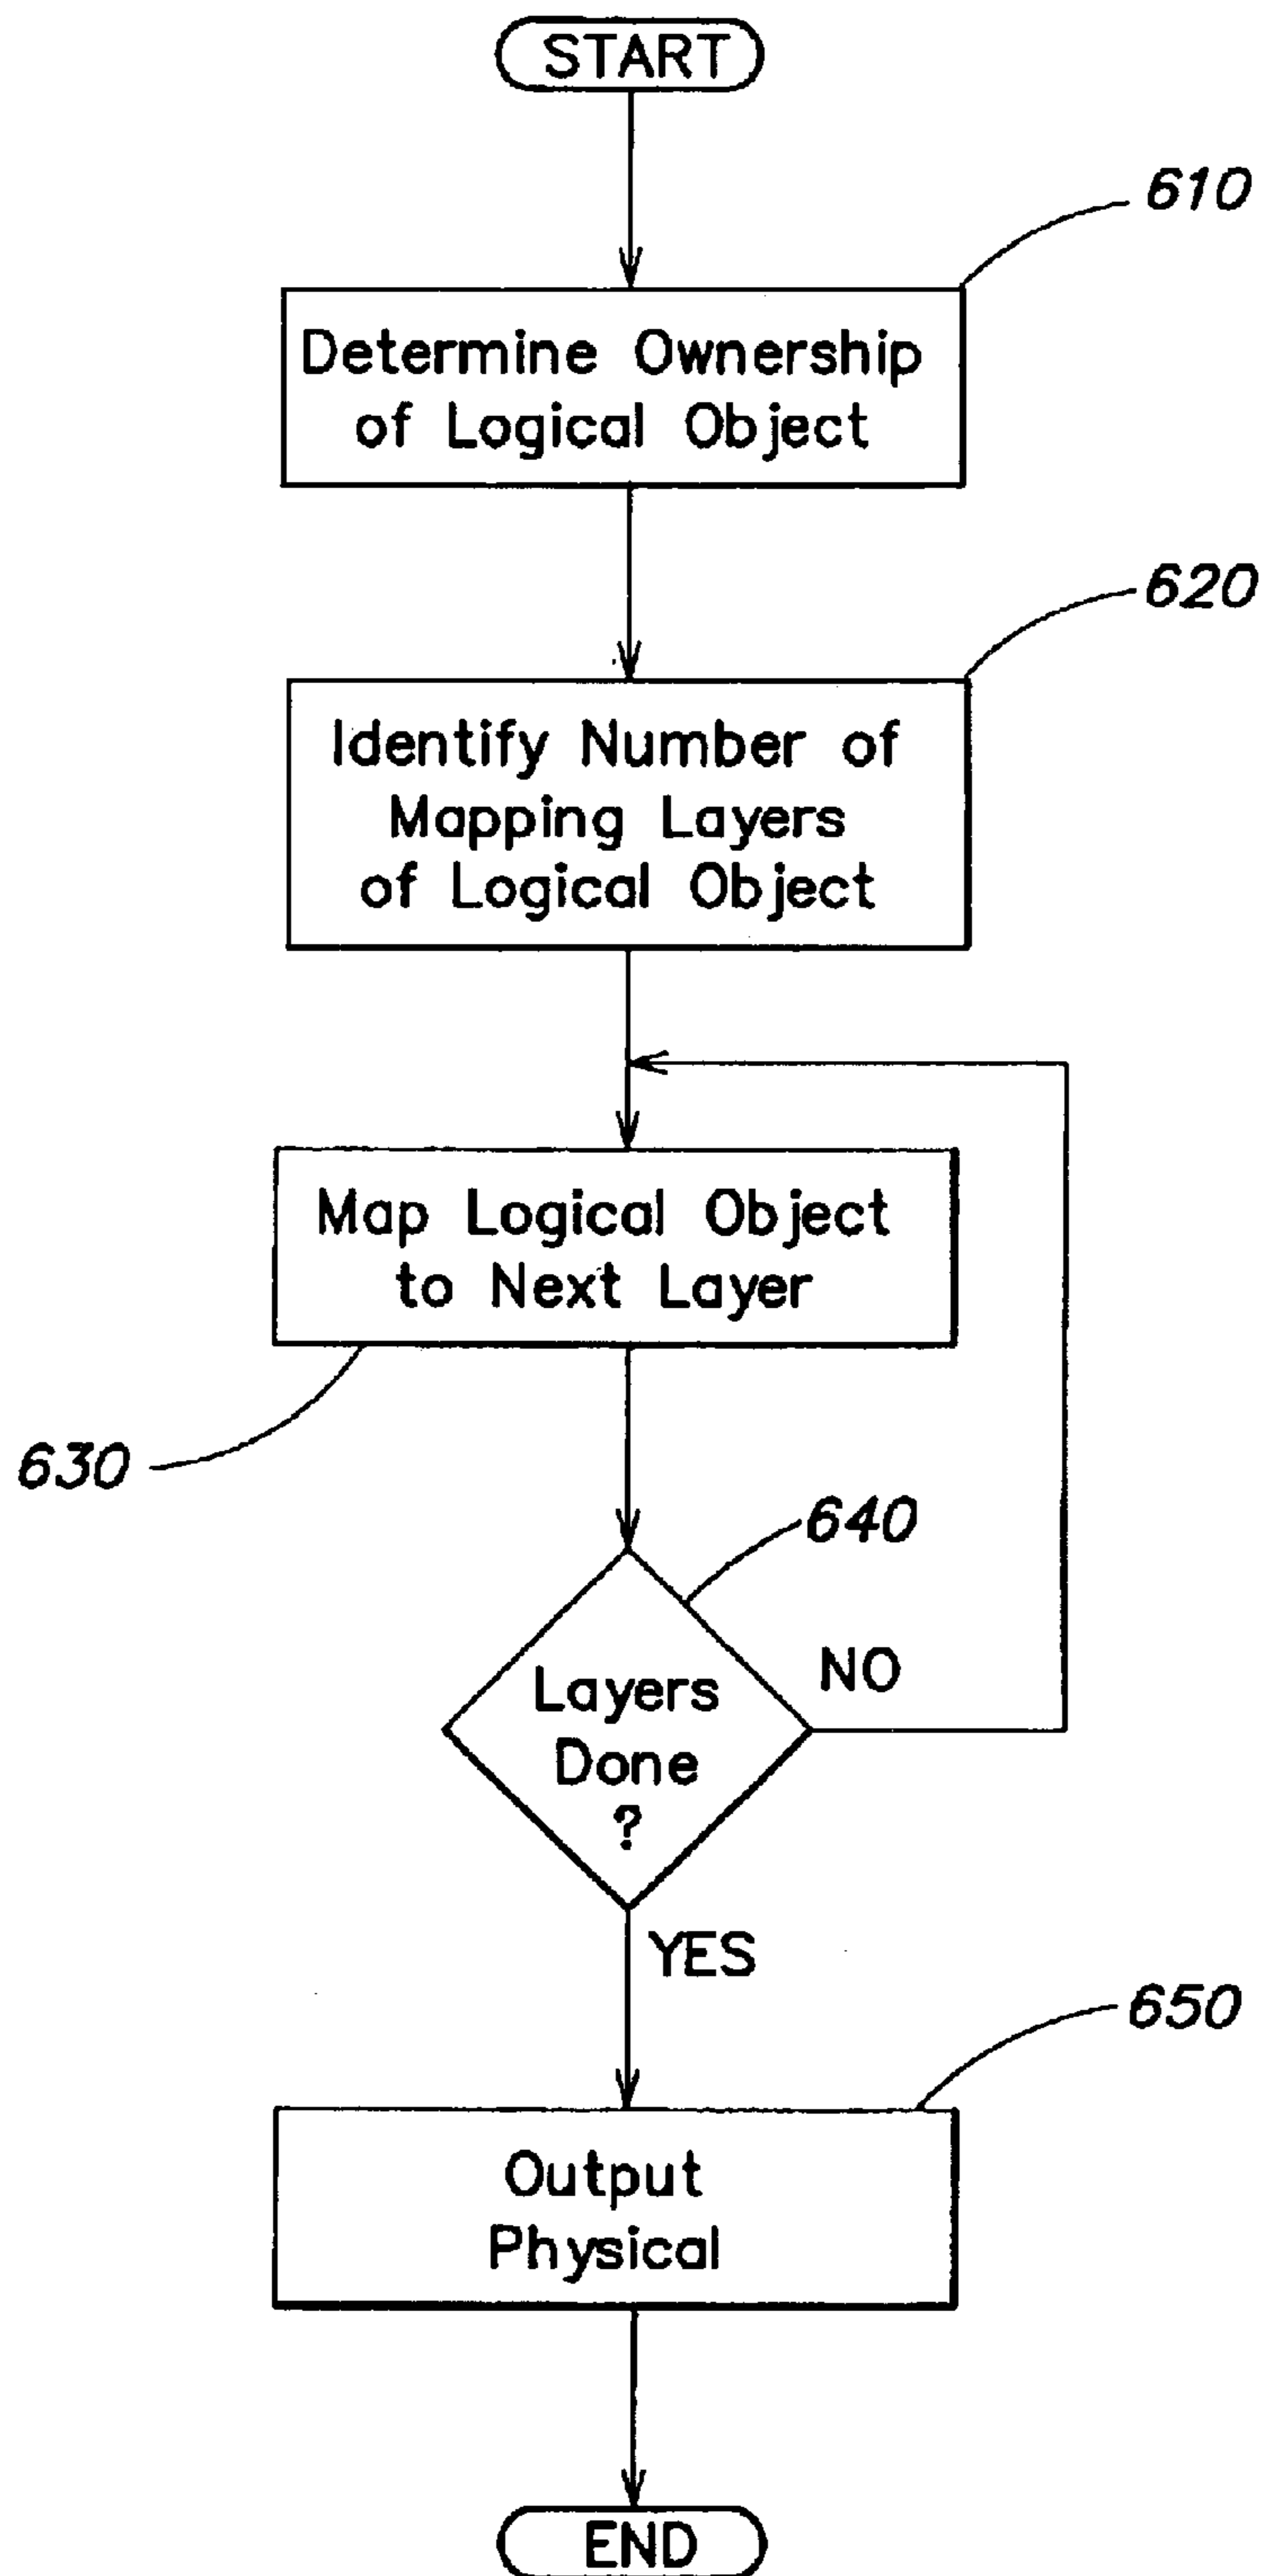 START
610
Determine Ownership
of Logical Object
620
Identify Number of
Mapping Layers
of Logical Object
Map Logical Object
to Next Layer
630
640
Layers
Done
?
NO
YES
650
Output
Physical
END